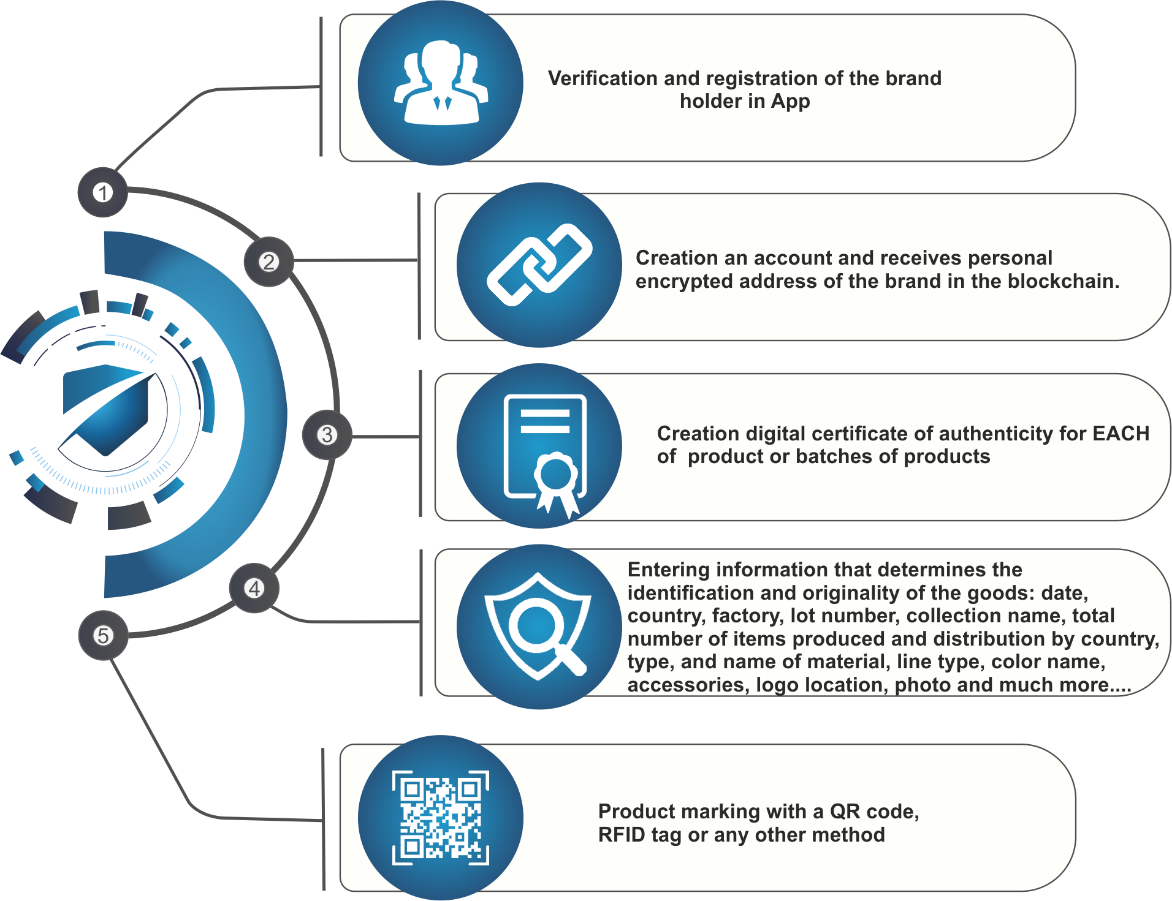 1
Verification and registration of the brand
holder in App
2
Creation an account and receives personal
encrypted address of the brand in the blockchain.
3
Creation digital certificate of authenticity for EACH
of  product or batches of products
4
Entering information that determines the
identification and originality of the goods: date,
country, factory, lot number, collection name, total
number of items produced and distribution by country,
type, and name of material, line type, color name,
accessories, logo location, photo and much more....
5
Product marking with a QR code,
RFID tag or any other method